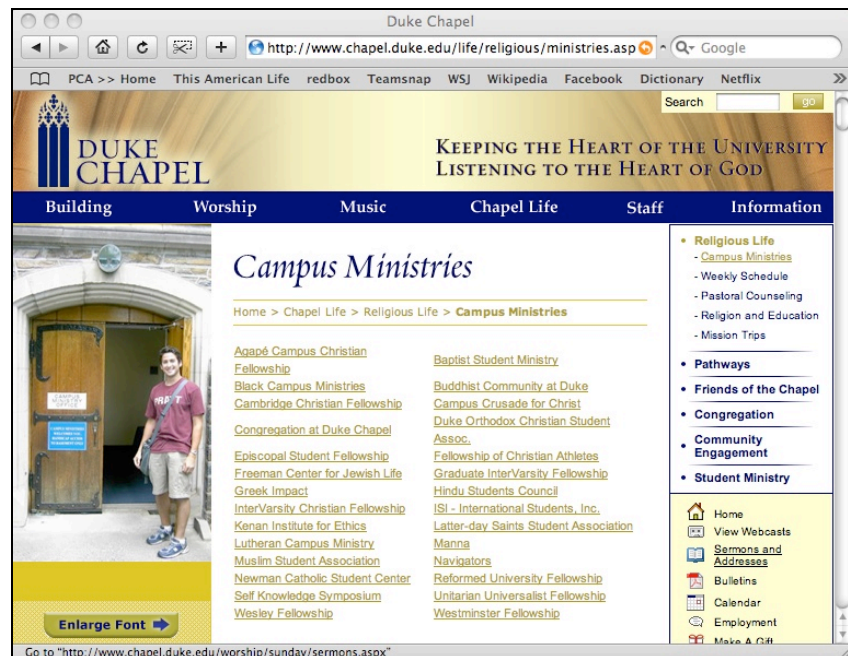 Duke Chapel
http://www.chapel.duke.edu/life/religious/ministries.asp
Google
PCA >> Home This American Life redbox Teamsnap WSJ Wikipedia Facebook Dictionary Netflix >>
Search go
DUKE
CHAPEL
KEEPING THE HEART OF THE UNIVERSITY
LISTENING TO THE HEART OF GOD
Building Worship Music Chapel Life Staff Information
CAMPUS
MINISTRY
OFFICE
Campus Ministries
Home > Chapel Life > Religious Life > Campus Ministries
Agapé Campus Christian
Fellowship
Baptist Student Ministry
Black Campus Ministries
Buddhist Community at Duke
Cambridge Christian Fellowship
Campus Crusade for Christ
Congregation at Duke Chapel
Duke Orthodox Christian Student
Assoc.
Episcopal Student Fellowship
Fellowship of Christian Athletes
Freeman Center for Jewish Life
Graduate InterVarsity Fellowship
Greek Impact
Hindu Students Council
InterVarsity Christian Fellowship
ISI - International Students, Inc.
Kenan Institute for Ethics
Latter-day Saints Student Association
Lutheran Campus Ministry
Manna
Muslim Student Association
Navigators
Newman Catholic Student Center
Reformed University Fellowship
Self Knowledge Symposium
Unitarian Universalist Fellowship
Wesley Fellowship
Westminster Fellowship
• Religious Life
- Campus Ministries
- Weekly Schedule
- Pastoral Counseling
- Religion and Education
- Mission Trips
• Pathways
• Friends of the Chapel
• Congregation
• Community
Engagement
• Student Ministry
Home
View Webcasts
Sermons and
Addresses
Bulletins
Calendar
Employment
Make A Gift
Enlarge Font
Go to "http://www.chapel.duke.edu/worship/sunday/sermons.aspx"